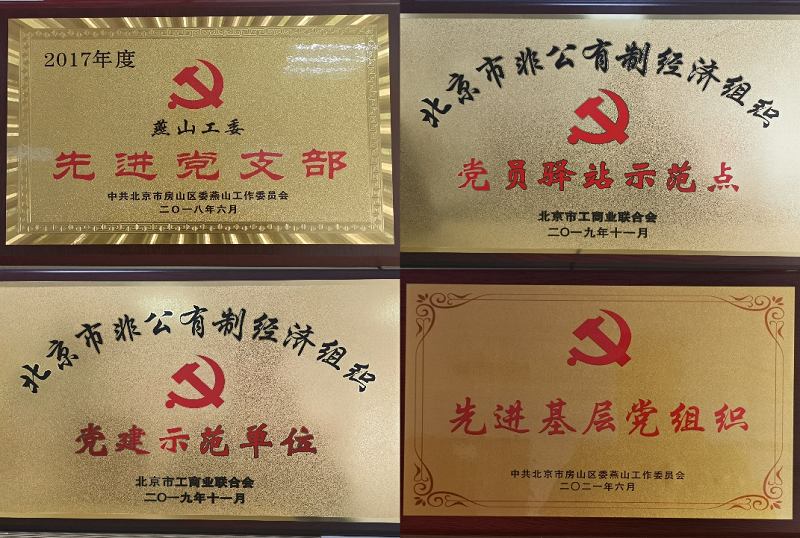 2017年度
燕山工委
先进党支部
中共北京市房山区委燕山工作委员会
二〇一八年六月
北京市非公有制经济组织
党员驿站示范点
北京市工商业联合会
二〇一九年十一月
北京市非公有制经济组织
党建示范单位
北京市工商业联合会
二〇一九年十一月
先进基层党组织
中共北京市房山区委燕山工作委员会
二〇二一年六月